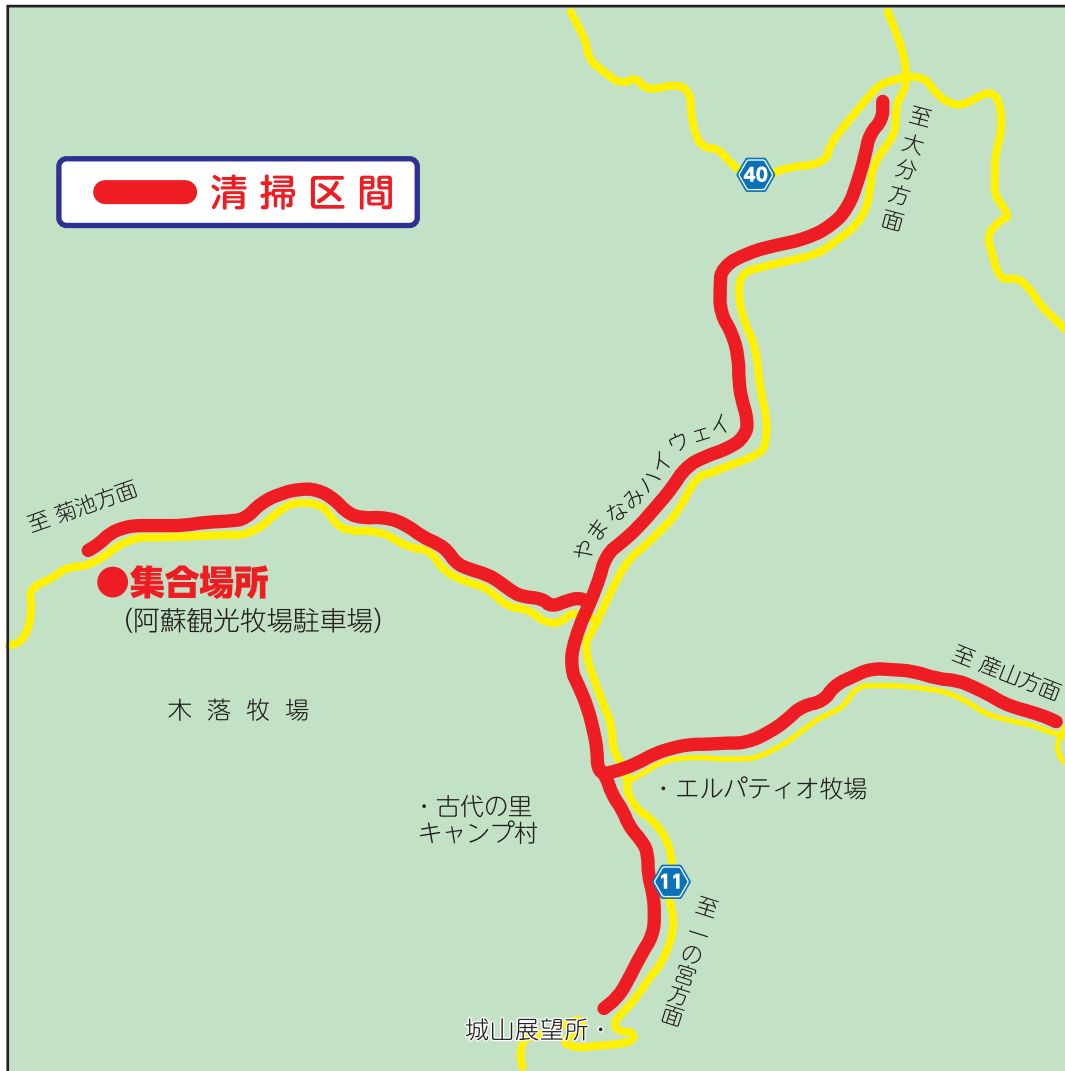 清掃区間
40
至 大分方面
やまなみハイウェイ
至 菊池方面
●集合場所
(阿蘇観光牧場駐車場)
木落牧場
至 産山方面
・エルパティオ牧場
・古代の里
キャンプ村
11
至 一の宮方面
城山展望所・